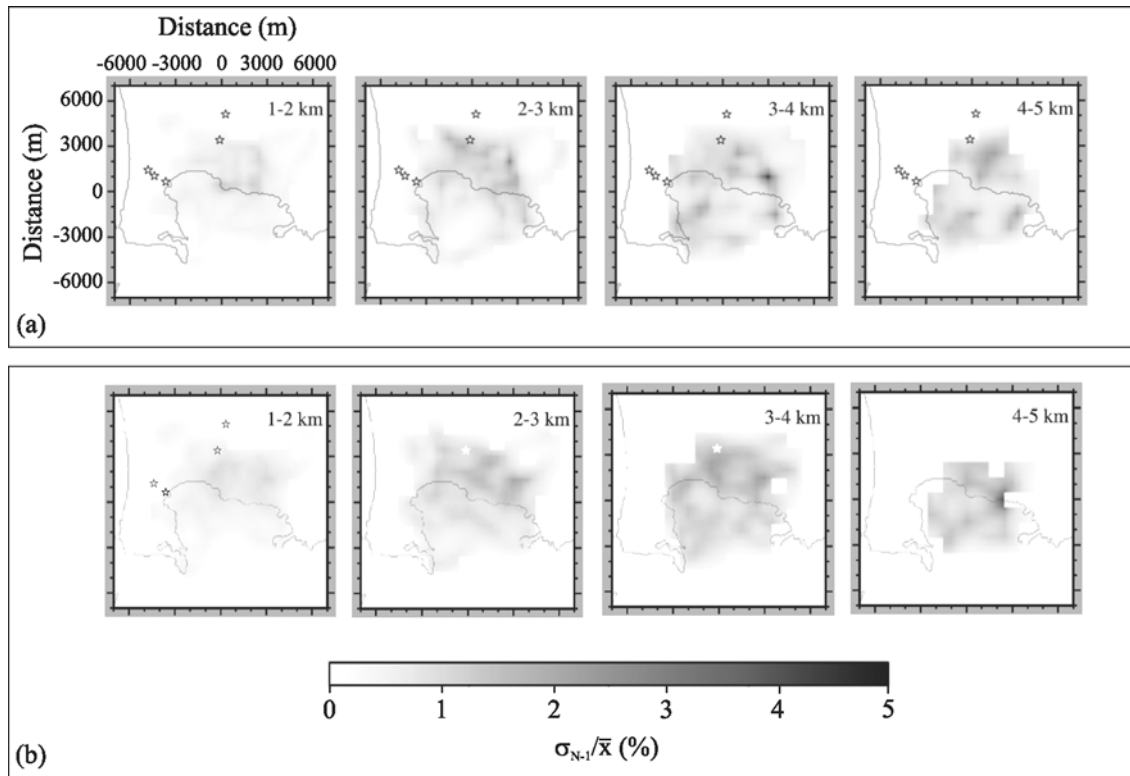 Distance (m)
-6000 -3000 0 3000 6000
6000
3000
0
-3000
-6000
Distance (m)
1-2 km
2-3 km
3-4 km
4-5 km
(a)
1-2 km
2-3 km
3-4 km
4-5 km
0 1 2 3 4 5
σN-1/x̄ (%)
(b)